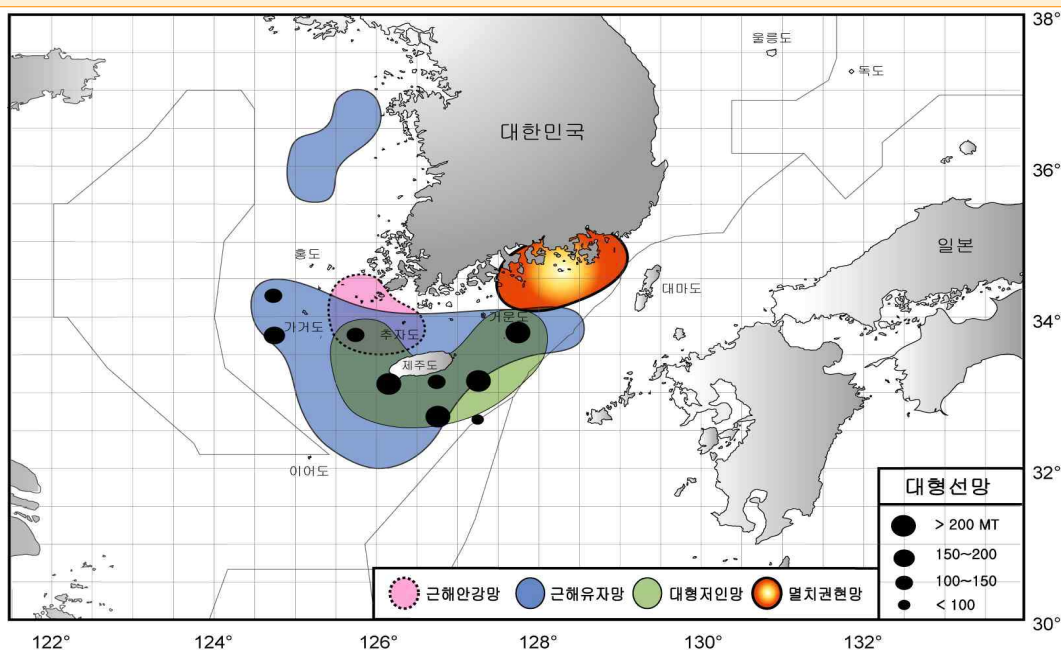 38°
울릉도
독도
대한민국
36°
일본
홍도
대마도
가거도
추자도
거문도
34°
제주도
이어도
32°
대형선망
> 200 MT
150~200
100~150
< 100
근해안강망
근해유자망
대형저인망
멸치권현망
30°
122°
124°
126°
128°
130°
132°